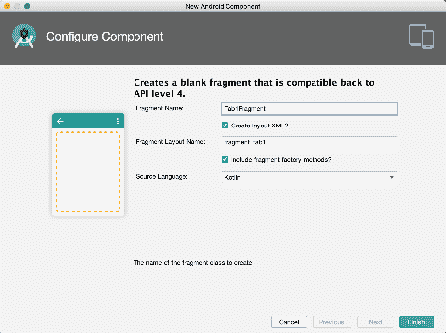 New Android Component
Configure Component
Creates a blank fragment that is compatible back to
API level 4.
Fragment Name:
Tab1Fragment
Create layout XML?
Fragment Layout Name:
fragment_tab1
Include fragment factory methods?
Source Language:
Kotlin
The name of the fragment class to create
Cancel
Previous
Next
Finish